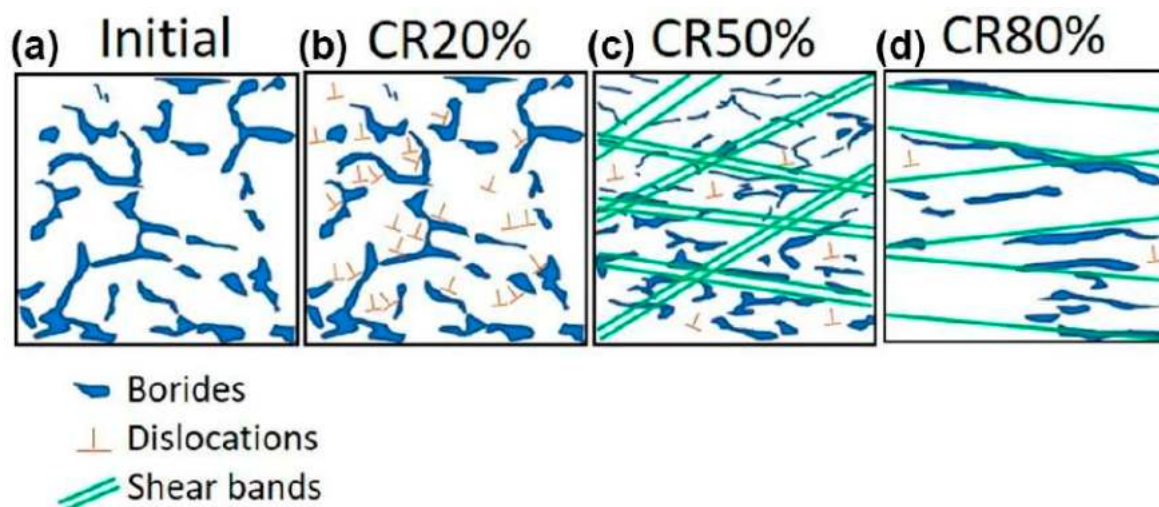 (a) Initial (b) CR20% (c) CR50% (d) CR80%
Borides
Dislocations
Shear bands